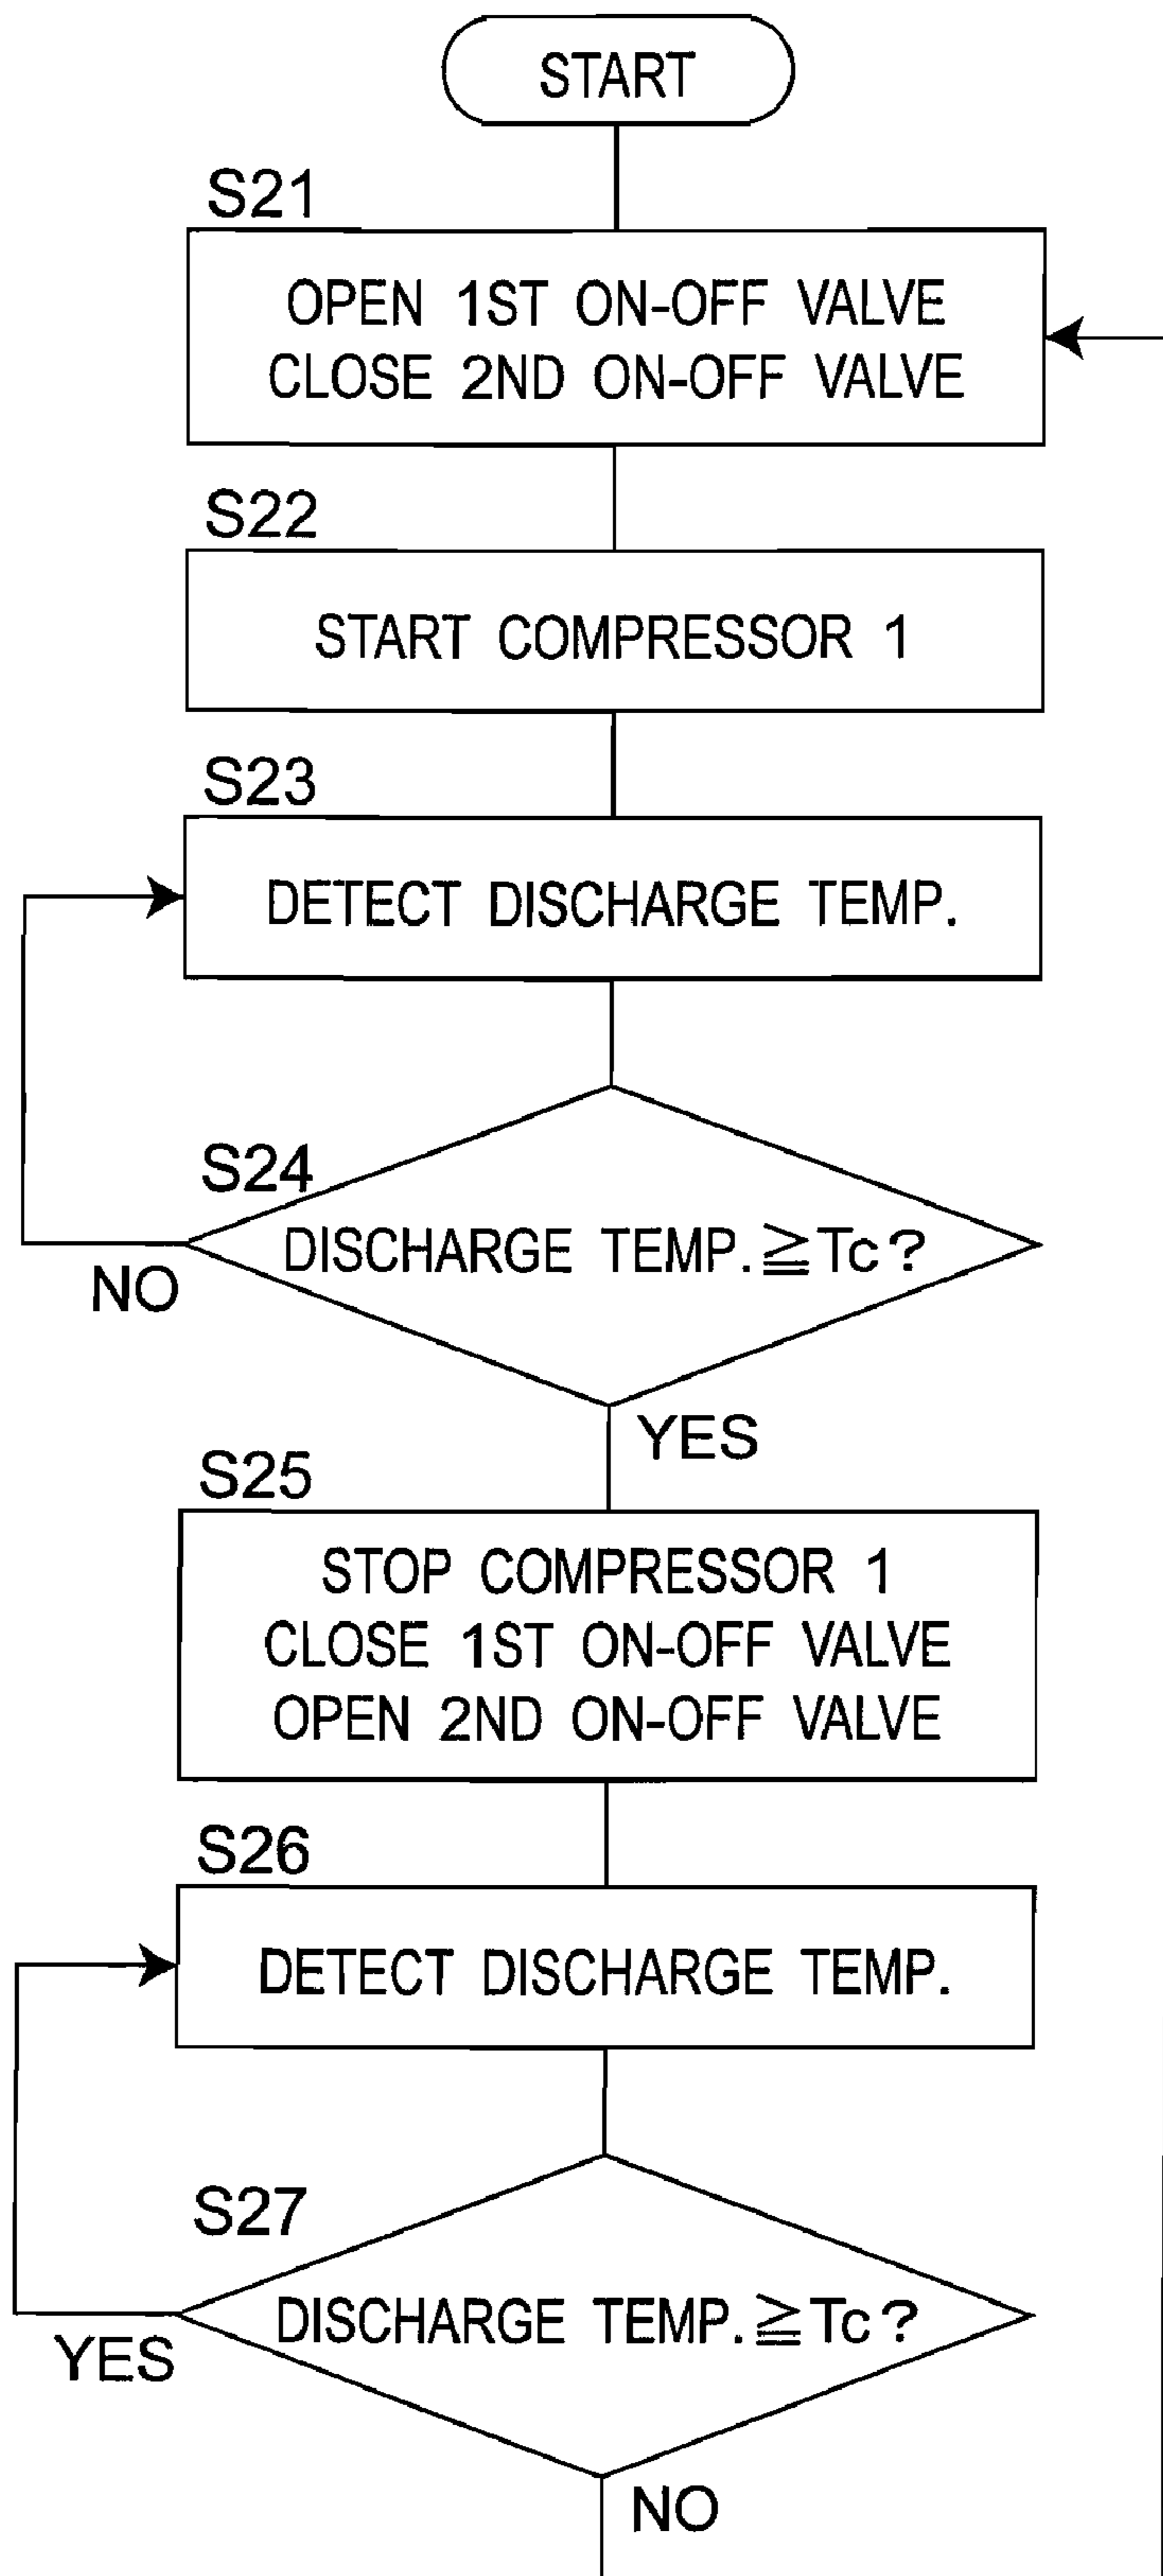 START
S21
OPEN 1ST ON-OFF VALVE
CLOSE 2ND ON-OFF VALVE
S22
START COMPRESSOR 1
S23
DETECT DISCHARGE TEMP.
S24
DISCHARGE TEMP.≧Tc?
NO
YES
S25
STOP COMPRESSOR 1
CLOSE 1ST ON-OFF VALVE
OPEN 2ND ON-OFF VALVE
S26
DETECT DISCHARGE TEMP.
S27
DISCHARGE TEMP.≧Tc?
YES
NO